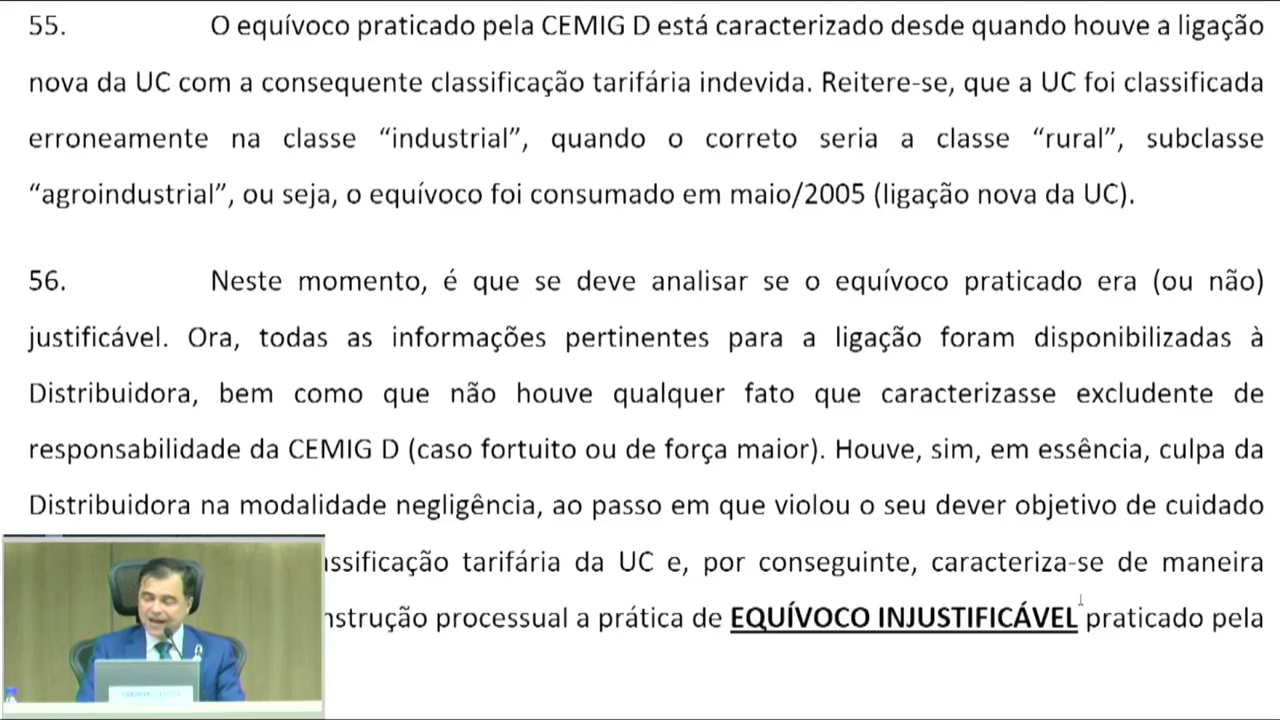 55. O equívoco praticado pela CEMIG D está caracterizado desde quando houve a ligação
nova da UC com a consequente classificação tarifária indevida. Reitere-se, que a UC foi classificada
erroneamente na classe “industrial”, quando o correto seria a classe “rural”, subclasse
“agroindustrial”, ou seja, o equívoco foi consumado em maio/2005 (ligação nova da UC).
56. Neste momento, é que se deve analisar se o equívoco praticado era (ou não)
justificável. Ora, todas as informações pertinentes para a ligação foram disponibilizadas à
Distribuidora, bem como que não houve qualquer fato que caracterizasse excludente de
responsabilidade da CEMIG D (caso fortuito ou de força maior). Houve, sim, em essência, culpa da
Distribuidora na modalidade negligência, ao passo em que violou o seu dever objetivo de cuidado
ssificação tarifária da UC e, por conseguinte, caracteriza-se de maneira
nstrução processual a prática de EQUÍVOCO INJUSTIFICÁVEL praticado pela